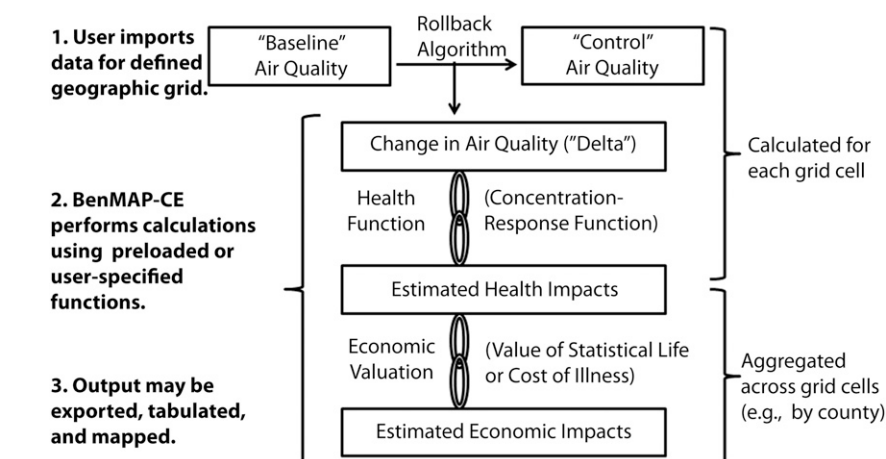 1. User imports
data for defined
geographic grid.
“Baseline”
Air Quality
Rollback
Algorithm
“Control”
Air Quality
Change in Air Quality (”Delta”)
Calculated for
each grid cell
Health
Function
(Concentration-
Response Function)
2. BenMAP-CE
performs calculations
using preloaded or
user-specified
functions.
Estimated Health Impacts
Economic
Valuation
(Value of Statistical Life
or Cost of Illness)
Aggregated
across grid cells
(e.g., by county)
3. Output may be
exported, tabulated,
and mapped.
Estimated Economic Impacts